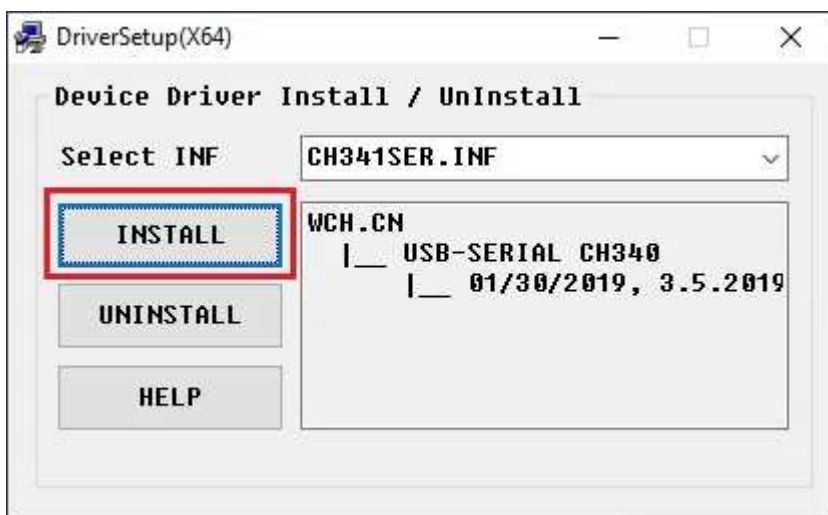 DriverSetup(X64)
Device Driver Install / UnInstall
Select INF
CH341SER.INF
INSTALL
WCH.CN
|__ USB-SERIAL CH340
|__ 01/30/2019, 3.5.2019
UNINSTALL
HELP